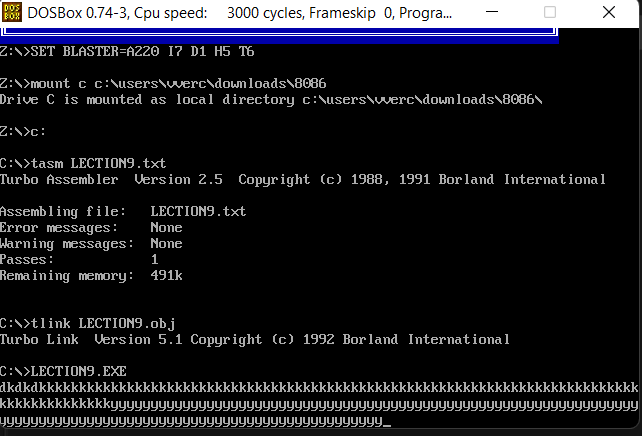 DOSBox 0.74-3, Cpu speed: 3000 cycles, Frameskip 0, Progra...
Z:\>SET BLASTER=A220 I7 D1 H5 T6
Z:\>mount c c:\users\vverc\downloads\8086
Drive C is mounted as local directory c:\users\vverc\downloads\8086\
Z:\>c:
C:\>tasm LECTION9.txt
Turbo Assembler  Version 2.5  Copyright (c) 1988, 1991 Borland International
Assembling file:   LECTION9.txt
Error messages:    None
Warning messages:  None
Passes:            1
Remaining memory:  491k
C:\>tlink LECTION9.obj
Turbo Link  Version 5.1 Copyright (c) 1992 Borland International
C:\>LECTION9.EXE
dkdkdkkkkkkkkkkkkkkkkkkkkkkkkkkkkkkkkkkkkkkkkkkkkkkkkkkkkkkkkkkkkkkkkkkkkkkkkkkk
kkkkkkkkkkkkkkyyyyyyyyyyyyyyyyyyyyyyyyyyyyyyyyyyyyyyyyyyyyyyyyyyyyyyyyyyyyyyyyyy
yyyyyyyyyyyyyyyyyyyyyyyyyyyyyyyyyyyyyyyyyyyyyyyy_